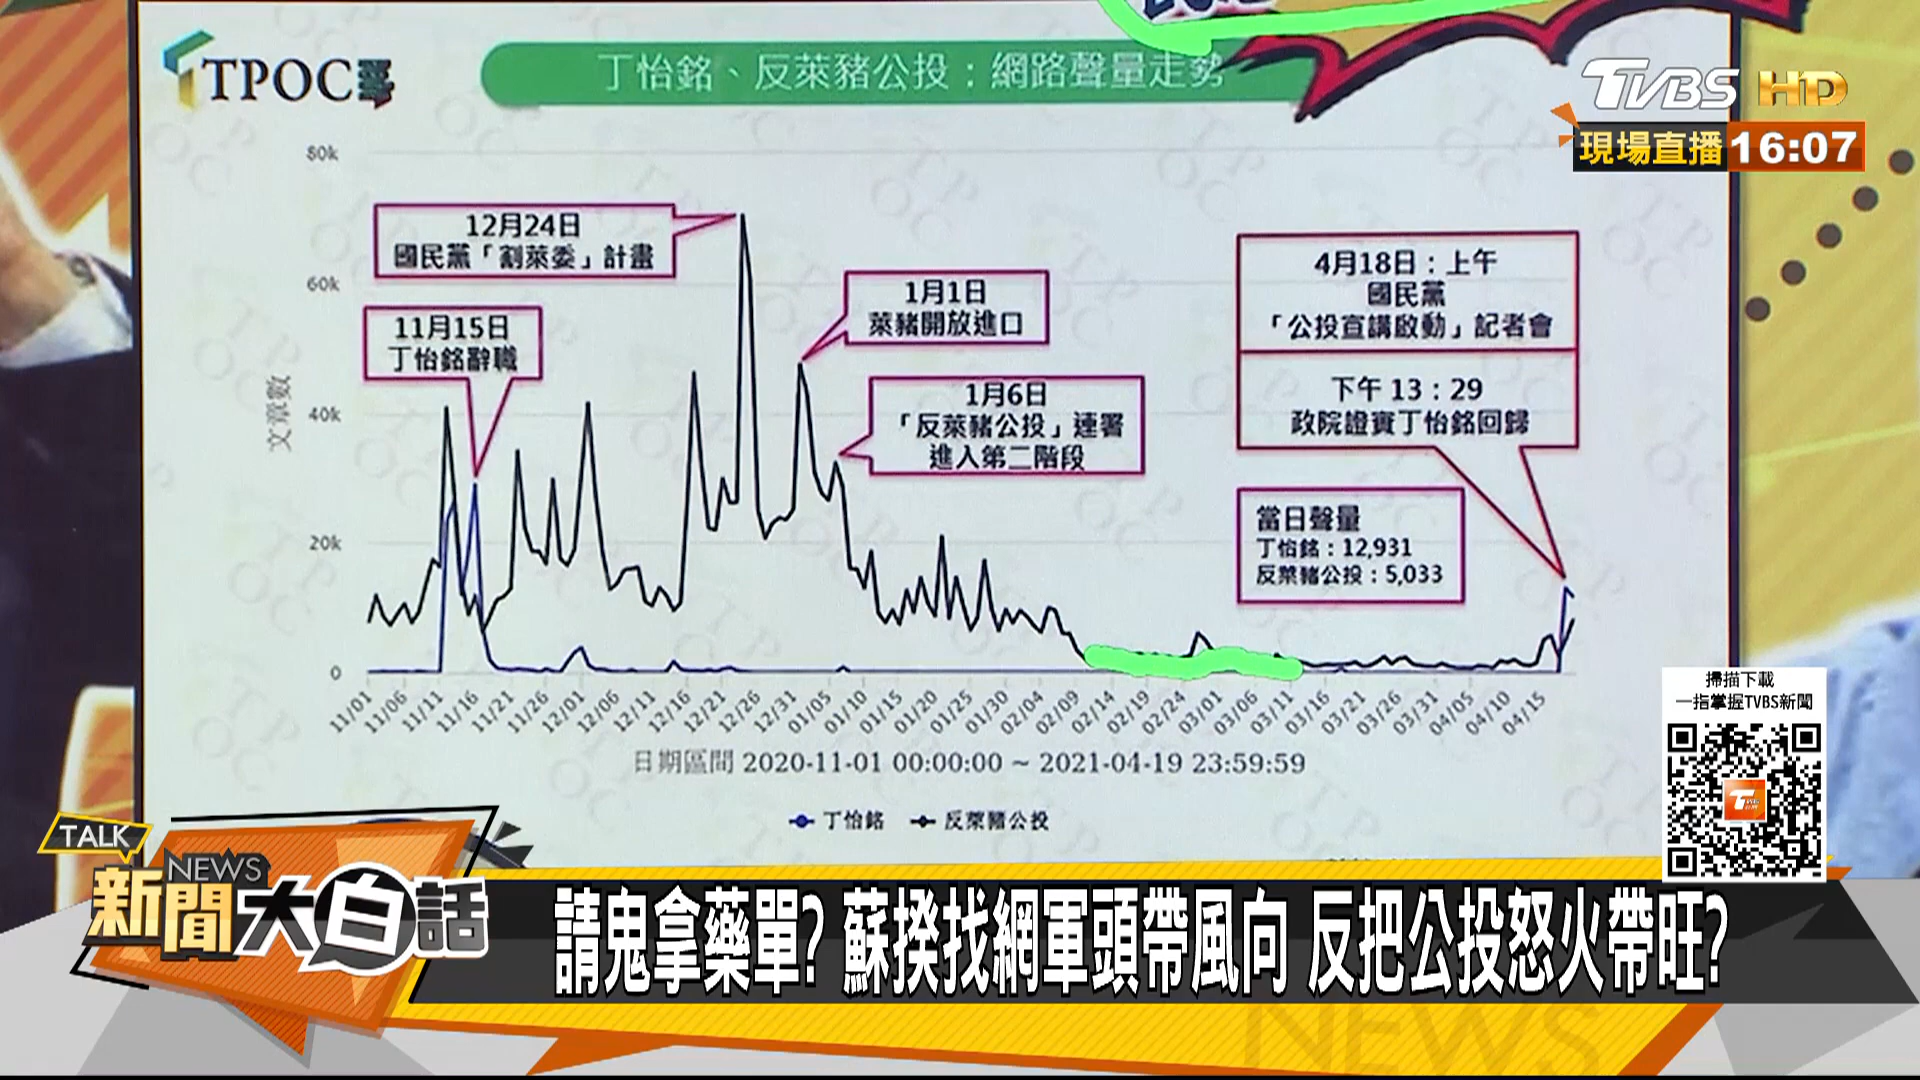 TPOC
丁怡銘、反萊豬公投：網路聲量走勢
TVBS HD
現場直播 16:07
80k
60k
40k
20k
0
文章數
12月24日
國民黨「割萊委」計畫
11月15日
丁怡銘辭職
1月1日
萊豬開放進口
1月6日
「反萊豬公投」連署
進入第二階段
4月18日：上午
國民黨
「公投宣講啟動」記者會
下午 13：29
政院證實丁怡銘回歸
當日聲量
丁怡銘：12,931
反萊豬公投：5,033
11/01 11/06 11/11 11/16 11/21 11/26 12/01 12/06 12/11 12/16 12/21 12/26 12/31 01/05 01/10 01/15 01/20 01/25 01/30 02/04 02/09 02/14 02/19 02/24 03/01 03/06 03/11 03/16 03/21 03/26 03/31 04/05 04/10 04/15
日期區間 2020-11-01 00:00:00 ~ 2021-04-19 23:59:59
丁怡銘 反萊豬公投
掃描下載
一指掌握TVBS新聞
TALK
NEWS
新聞大白話
請鬼拿藥單? 蘇揆找網軍頭帶風向 反把公投怒火帶旺?
NEWS